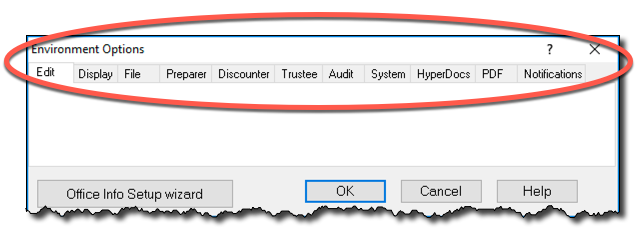 Environment Options ?
Edit Display File Preparer Discounter Trustee Audit System HyperDocs PDF Notifications
Office Info Setup wizard OK Cancel Help